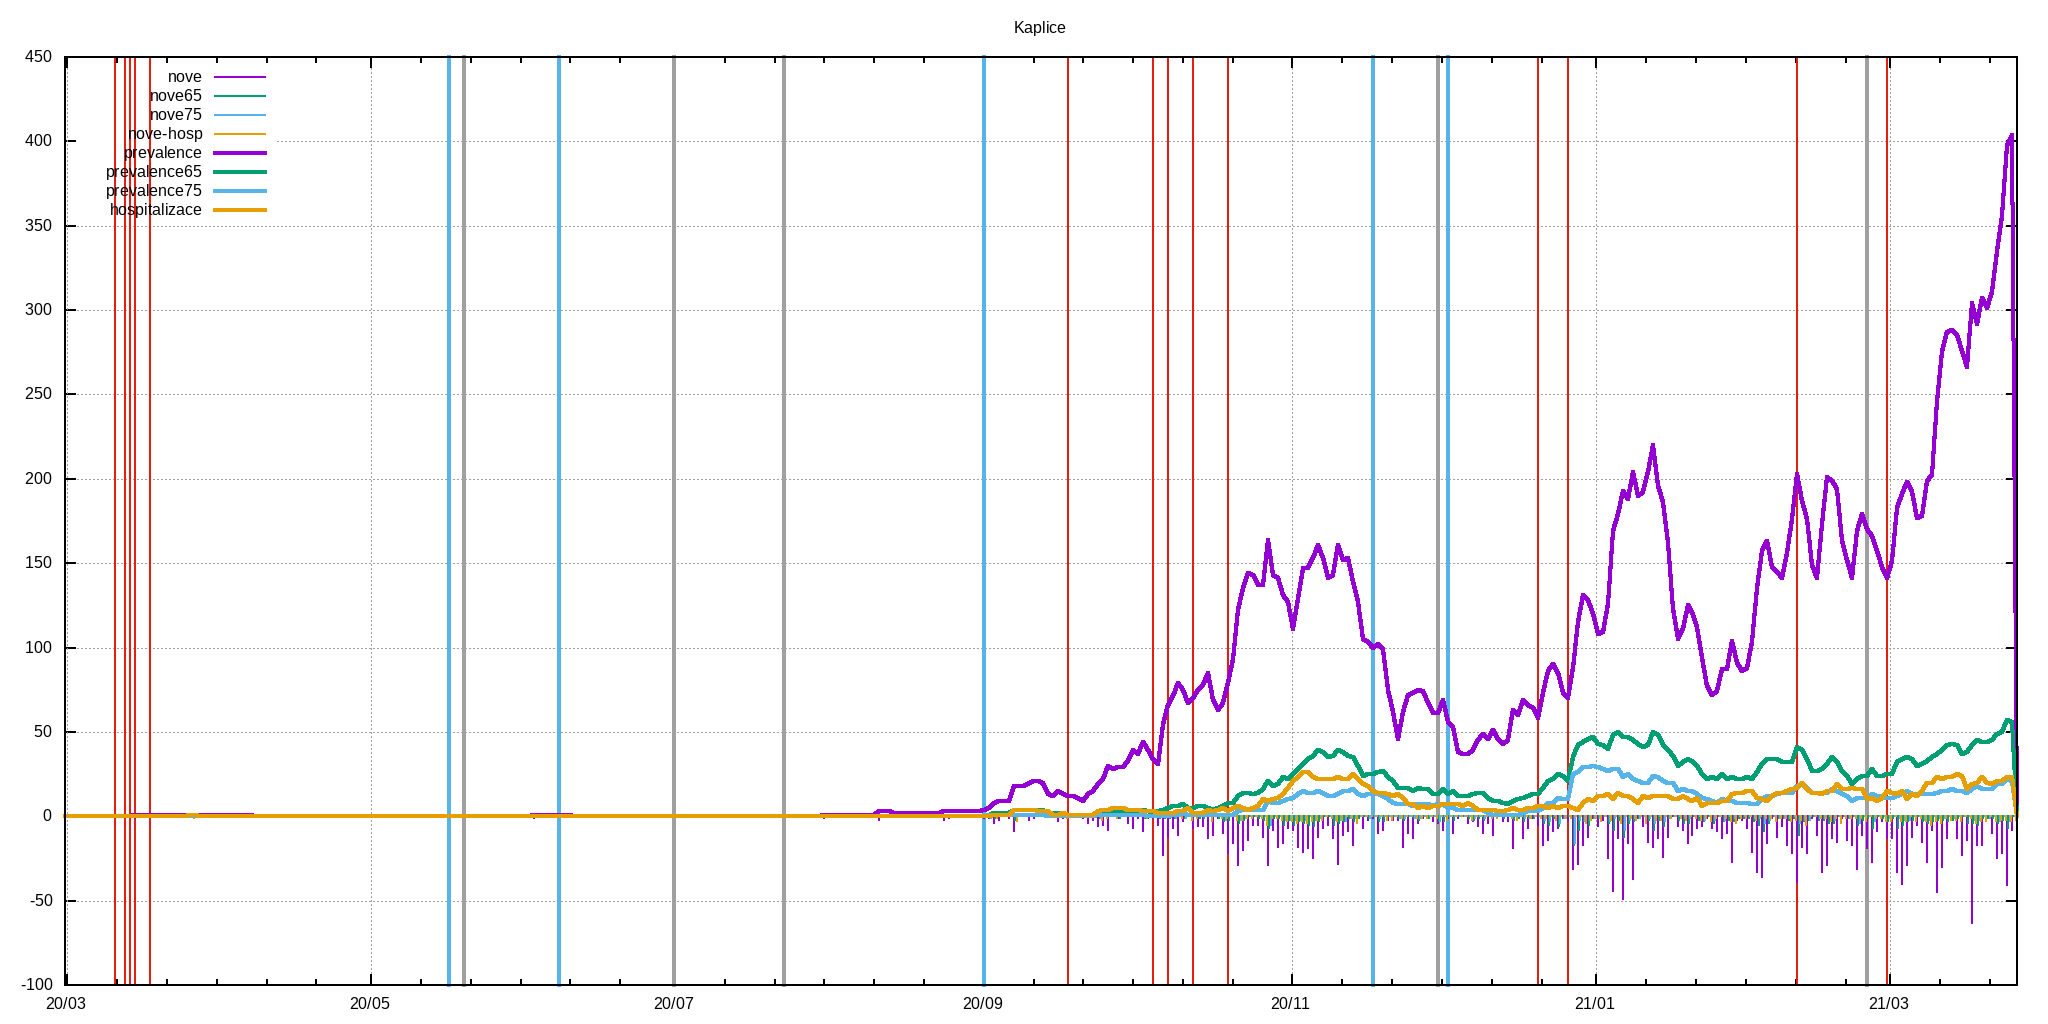 Kaplice
450
400
350
300
250
200
150
100
50
0
-50
-100
nove
nove65
nove75
nove-hosp
prevalence
prevalence65
prevalence75
hospitalizace
20/03 20/05 20/07 20/09 20/11 21/01 21/03